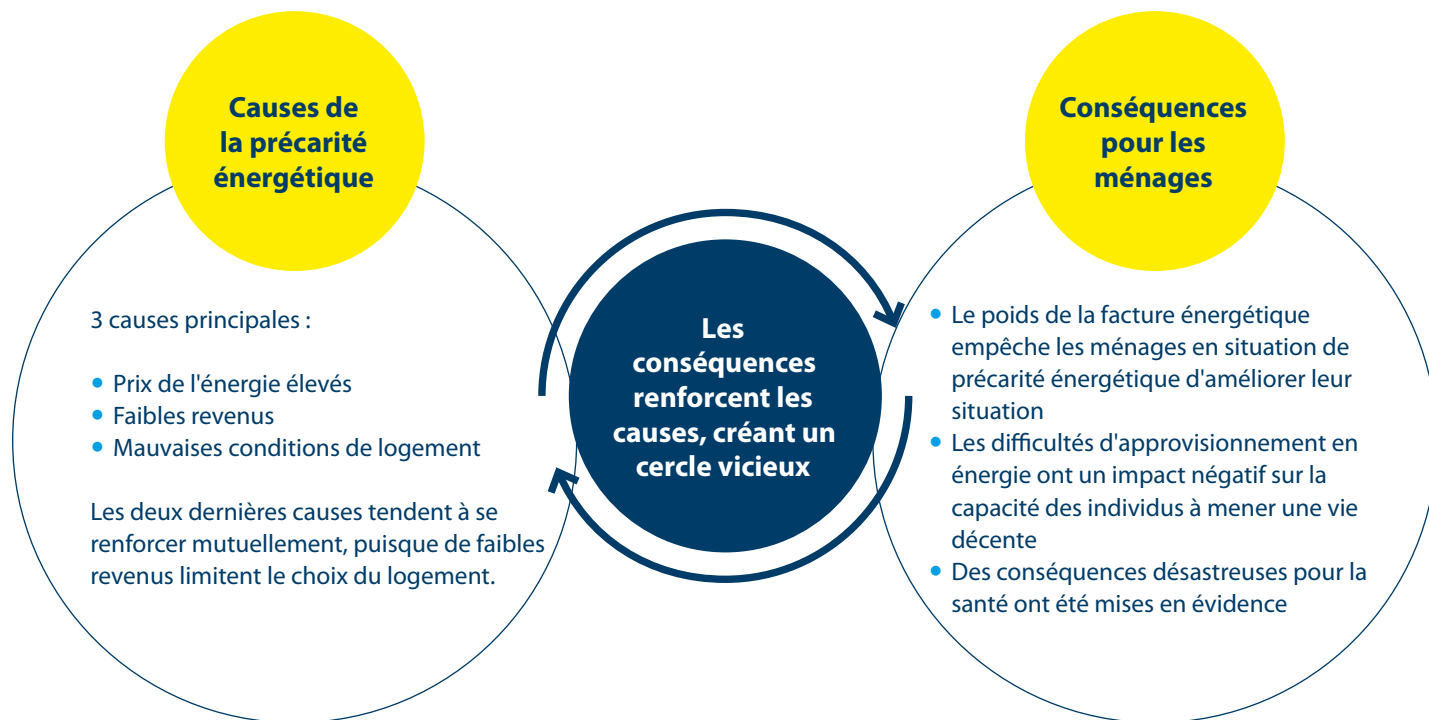 Causes de
la précarité
énergétique
3 causes principales :
• Prix de l'énergie élevés
• Faibles revenus
• Mauvaises conditions de logement
Les deux dernières causes tendent à se
renforcer mutuellement, puisque de faibles
revenus limitent le choix du logement.
Les
conséquences
renforcent les
causes, créant un
cercle vicieux
Conséquences
pour les
ménages
• Le poids de la facture énergétique
empêche les ménages en situation de
précarité énergétique d'améliorer leur
situation
• Les difficultés d'approvisionnement en
énergie ont un impact négatif sur la
capacité des individus à mener une vie
décente
• Des conséquences désastreuses pour la
santé ont été mises en évidence